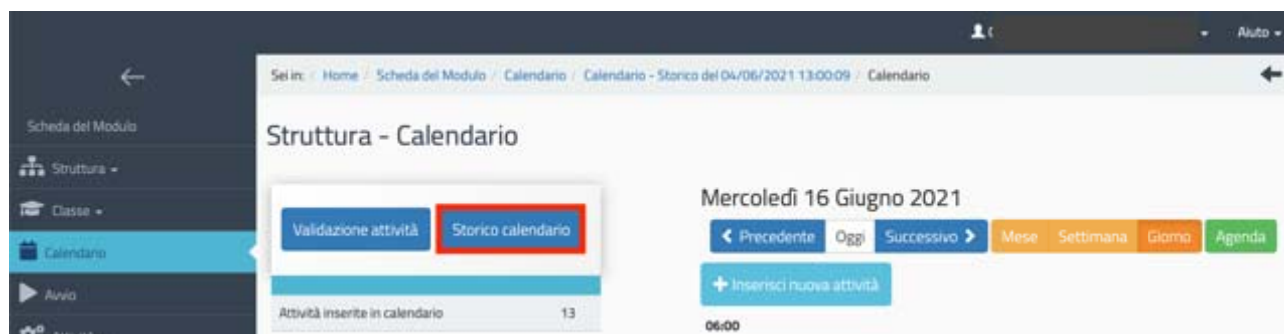 Aiuto
Sei in: / Home / Scheda del Modulo / Calendario / Calendario - Storico del 04/06/2021 13:00:09 / Calendario
Scheda del Modulo
Struttura
Classe
Calendario
Avvio
Struttura - Calendario
Validazione attività
Storico calendario
Attività inserite in calendario 13
Mercoledì 16 Giugno 2021
Precedente Oggi Successivo Mese Settimana Giorno Agenda
+ Inserisci nuova attività
06:00